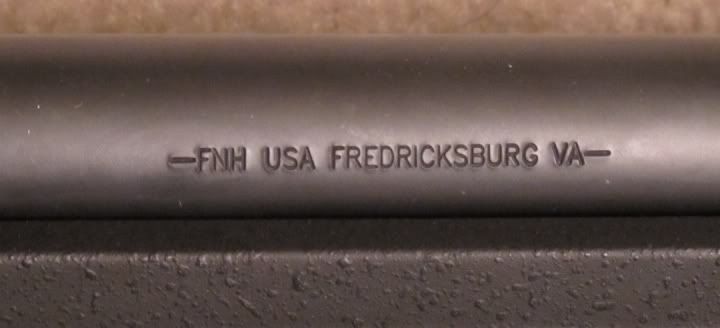 —FNH USA FREDRICKSBURG VA—